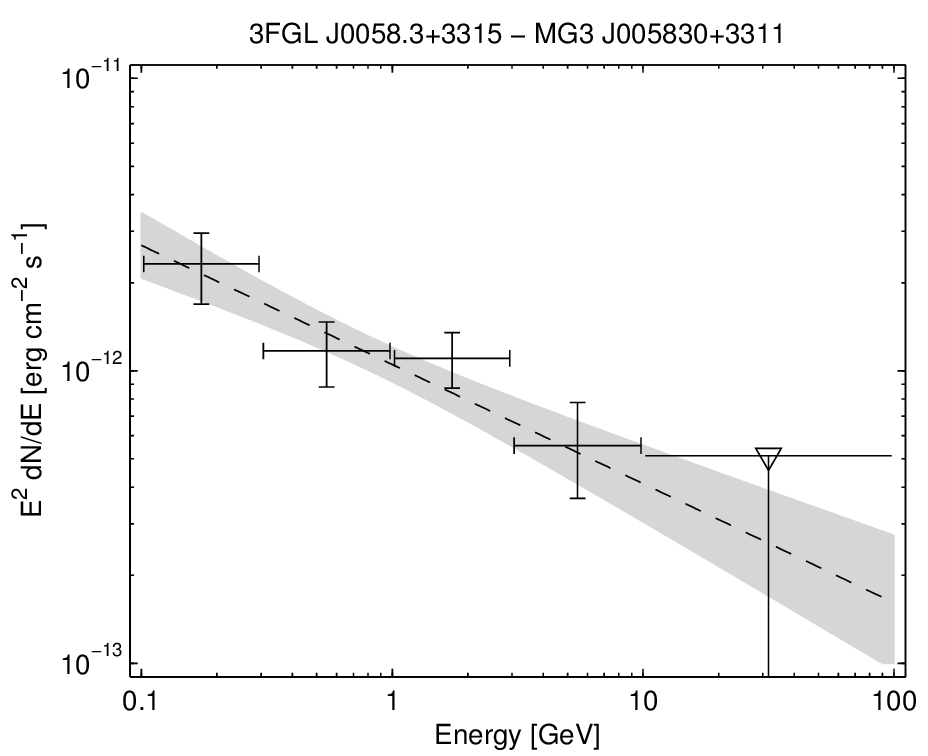 3FGL J0058.3+3315 − MG3 J005830+3311
10⁻¹¹
10⁻¹²
10⁻¹³
E² dN/dE [erg cm⁻² s⁻¹]
0.1 1 10 100
Energy [GeV]